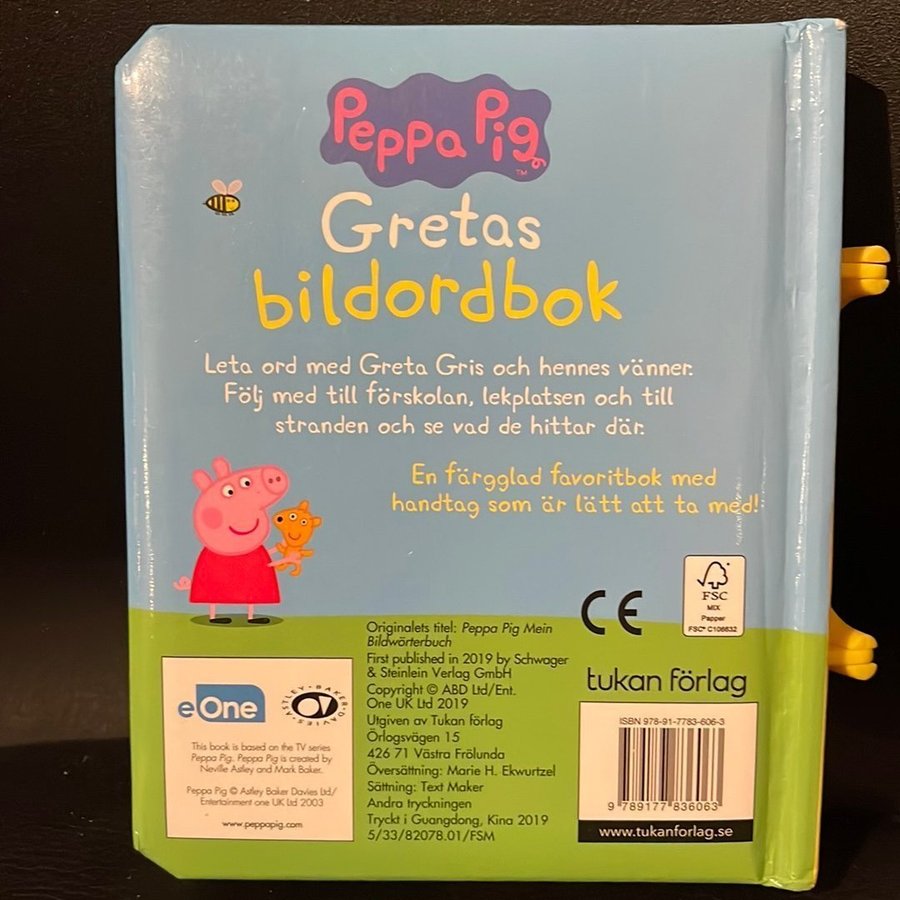 Peppa Pig
TM
Gretas
bildordbok
Leta ord med Greta Gris och hennes vänner.
Följ med till förskolan, lekplatsen och till
stranden och se vad de hittar där.
En färgglad favoritbok med
handtag som är lätt att ta med!
CE
FSC
MIX
Papper
FSC® C106632
Originalets titel: Peppa Pig Mein
Bildwörterbuch
First published in 2019 by Schwager
& Steinlein Verlag GmbH
Copyright © ABD Ltd/Ent.
One UK Ltd 2019
Utgiven av Tukan förlag
Örlogsvägen 15
426 71 Västra Frölunda
Översättning: Marie H. Ekwurtzel
Sättning: Text Maker
Andra tryckningen
Tryckt i Guangdong, Kina 2019
5/33/82078.01/FSM
eOne
ASTLEY·BAKER·DAVIES·LTD·
This book is based on the TV series
Peppa Pig. Peppa Pig is created by
Neville Astley and Mark Baker.
Peppa Pig © Astley Baker Davies Ltd/
Entertainment one UK Ltd 2003
www.peppapig.com
tukan förlag
ISBN 978-91-7783-606-3
9 789177 836063
www.tukanforlag.se